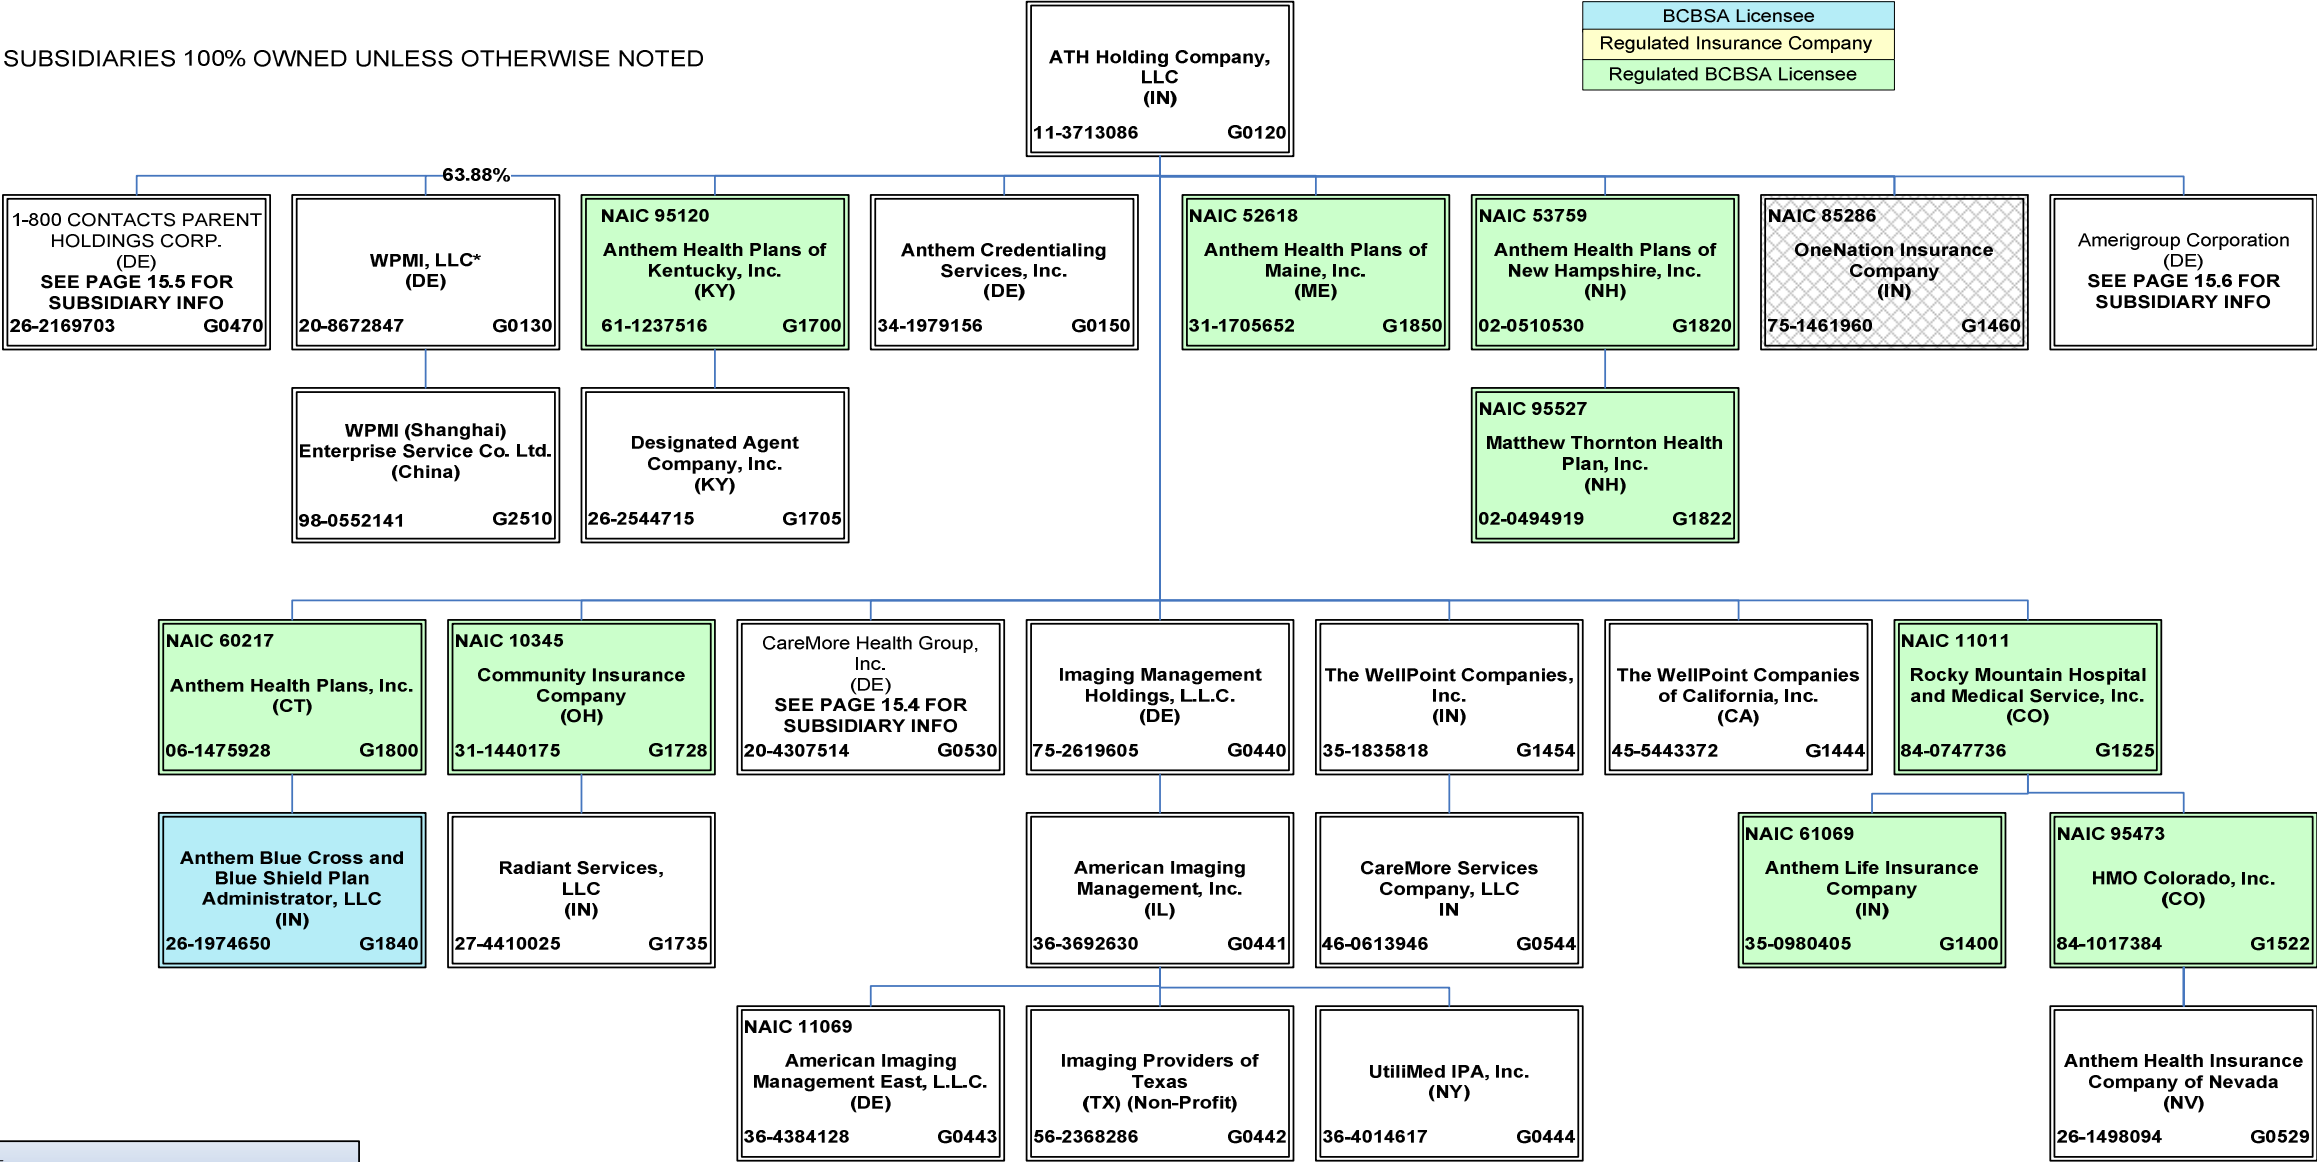 BCBSA Licensee
Regulated Insurance Company
Regulated BCBSA Licensee
SUBSIDIARIES 100% OWNED UNLESS OTHERWISE NOTED
ATH Holding Company,
LLC
(IN)
11-3713086 G0120
63.88%
1-800 CONTACTS PARENT
HOLDINGS CORP.
(DE)
SEE PAGE 15.5 FOR
SUBSIDIARY INFO
26-2169703 G0470
WPMI, LLC*
(DE)
20-8672847 G0130
NAIC 95120
Anthem Health Plans of
Kentucky, Inc.
(KY)
61-1237516 G1700
Anthem Credentialing
Services, Inc.
(DE)
34-1979156 G0150
NAIC 52618
Anthem Health Plans of
Maine, Inc.
(ME)
31-1705652 G1850
NAIC 53759
Anthem Health Plans of
New Hampshire, Inc.
(NH)
02-0510530 G1820
NAIC 85286
OneNation Insurance
Company
(IN)
75-1461960 G1460
Amerigroup Corporation
(DE)
SEE PAGE 15.6 FOR
SUBSIDIARY INFO
WPMI (Shanghai)
Enterprise Service Co. Ltd.
(China)
98-0552141 G2510
Designated Agent
Company, Inc.
(KY)
26-2544715 G1705
NAIC 95527
Matthew Thornton Health
Plan, Inc.
(NH)
02-0494919 G1822
NAIC 60217
Anthem Health Plans, Inc.
(CT)
06-1475928 G1800
NAIC 10345
Community Insurance
Company
(OH)
31-1440175 G1728
CareMore Health Group,
Inc.
(DE)
SEE PAGE 15.4 FOR
SUBSIDIARY INFO
20-4307514 G0530
Imaging Management
Holdings, L.L.C.
(DE)
75-2619605 G0440
The WellPoint Companies,
Inc.
(IN)
35-1835818 G1454
The WellPoint Companies
of California, Inc.
(CA)
45-5443372 G1444
NAIC 11011
Rocky Mountain Hospital
and Medical Service, Inc.
(CO)
84-0747736 G1525
Anthem Blue Cross and
Blue Shield Plan
Administrator, LLC
(IN)
26-1974650 G1840
Radiant Services,
LLC
(IN)
27-4410025 G1735
American Imaging
Management, Inc.
(IL)
36-3692630 G0441
CareMore Services
Company, LLC
IN
46-0613946 G0544
NAIC 61069
Anthem Life Insurance
Company
(IN)
35-0980405 G1400
NAIC 95473
HMO Colorado, Inc.
(CO)
84-1017384 G1522
NAIC 11069
American Imaging
Management East, L.L.C.
(DE)
36-4384128 G0443
Imaging Providers of
Texas
(TX) (Non-Profit)
56-2368286 G0442
UtiliMed IPA, Inc.
(NY)
36-4014617 G0444
Anthem Health Insurance
Company of Nevada
(NV)
26-1498094 G0529